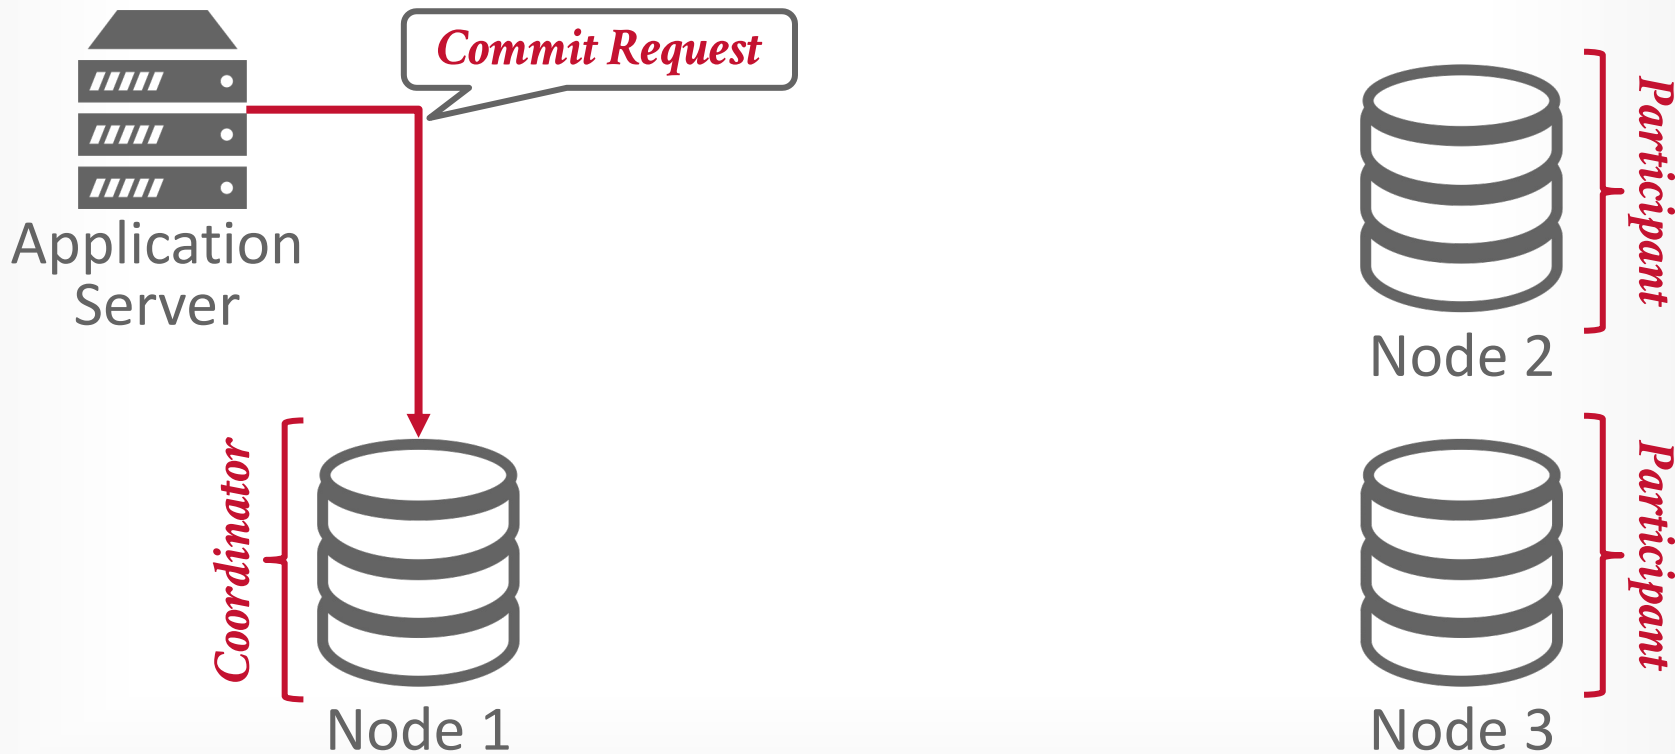 Commit Request
Application
Server
Participant
Node 2
Coordinator
Node 1
Participant
Node 3